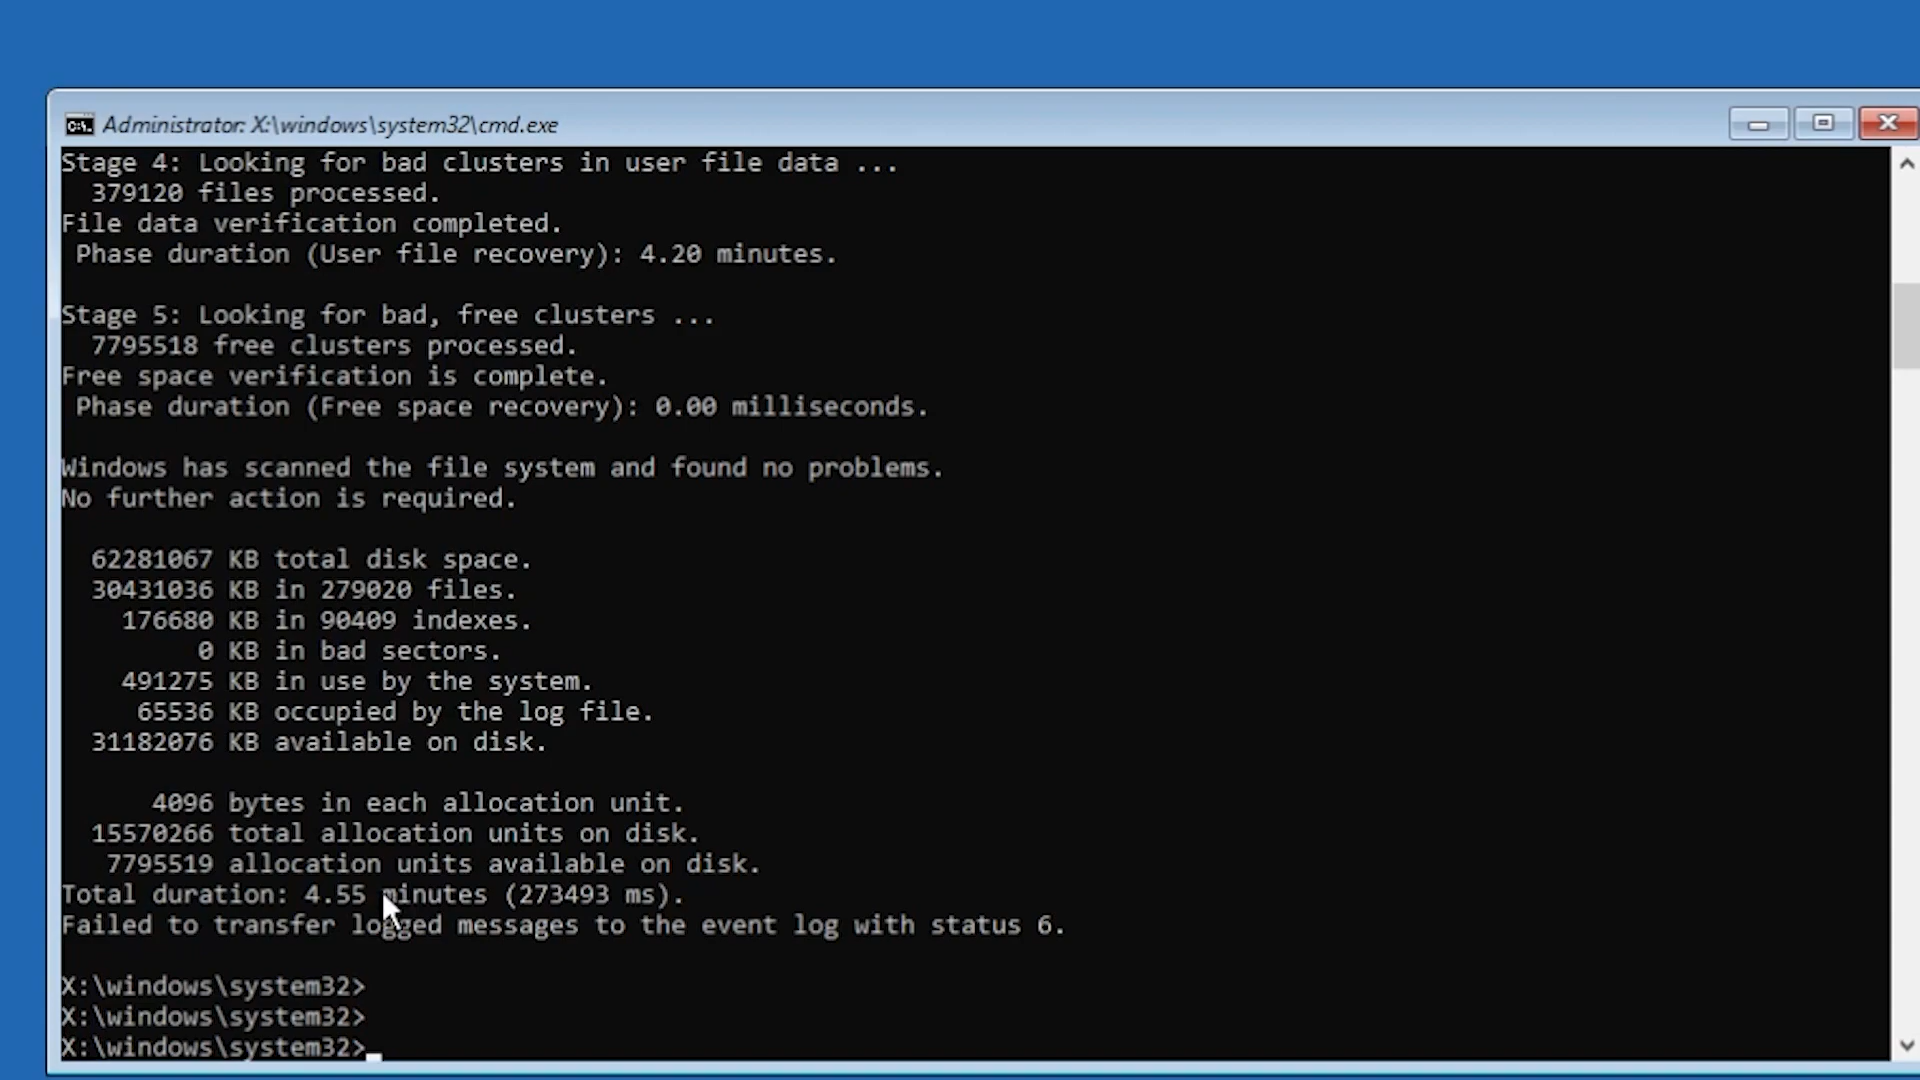 Administrator: X:\windows\system32\cmd.exe
Stage 4: Looking for bad clusters in user file data ...
379120 files processed.
File data verification completed.
Phase duration (User file recovery): 4.20 minutes.
Stage 5: Looking for bad, free clusters ...
7795518 free clusters processed.
Free space verification is complete.
Phase duration (Free space recovery): 0.00 milliseconds.
Windows has scanned the file system and found no problems.
No further action is required.
62281067 KB total disk space.
30431036 KB in 279020 files.
176680 KB in 90409 indexes.
0 KB in bad sectors.
491275 KB in use by the system.
65536 KB occupied by the log file.
31182076 KB available on disk.
4096 bytes in each allocation unit.
15570266 total allocation units on disk.
7795519 allocation units available on disk.
Total duration: 4.55 minutes (273493 ms).
Failed to transfer logged messages to the event log with status 6.
X:\windows\system32>
X:\windows\system32>
X:\windows\system32>